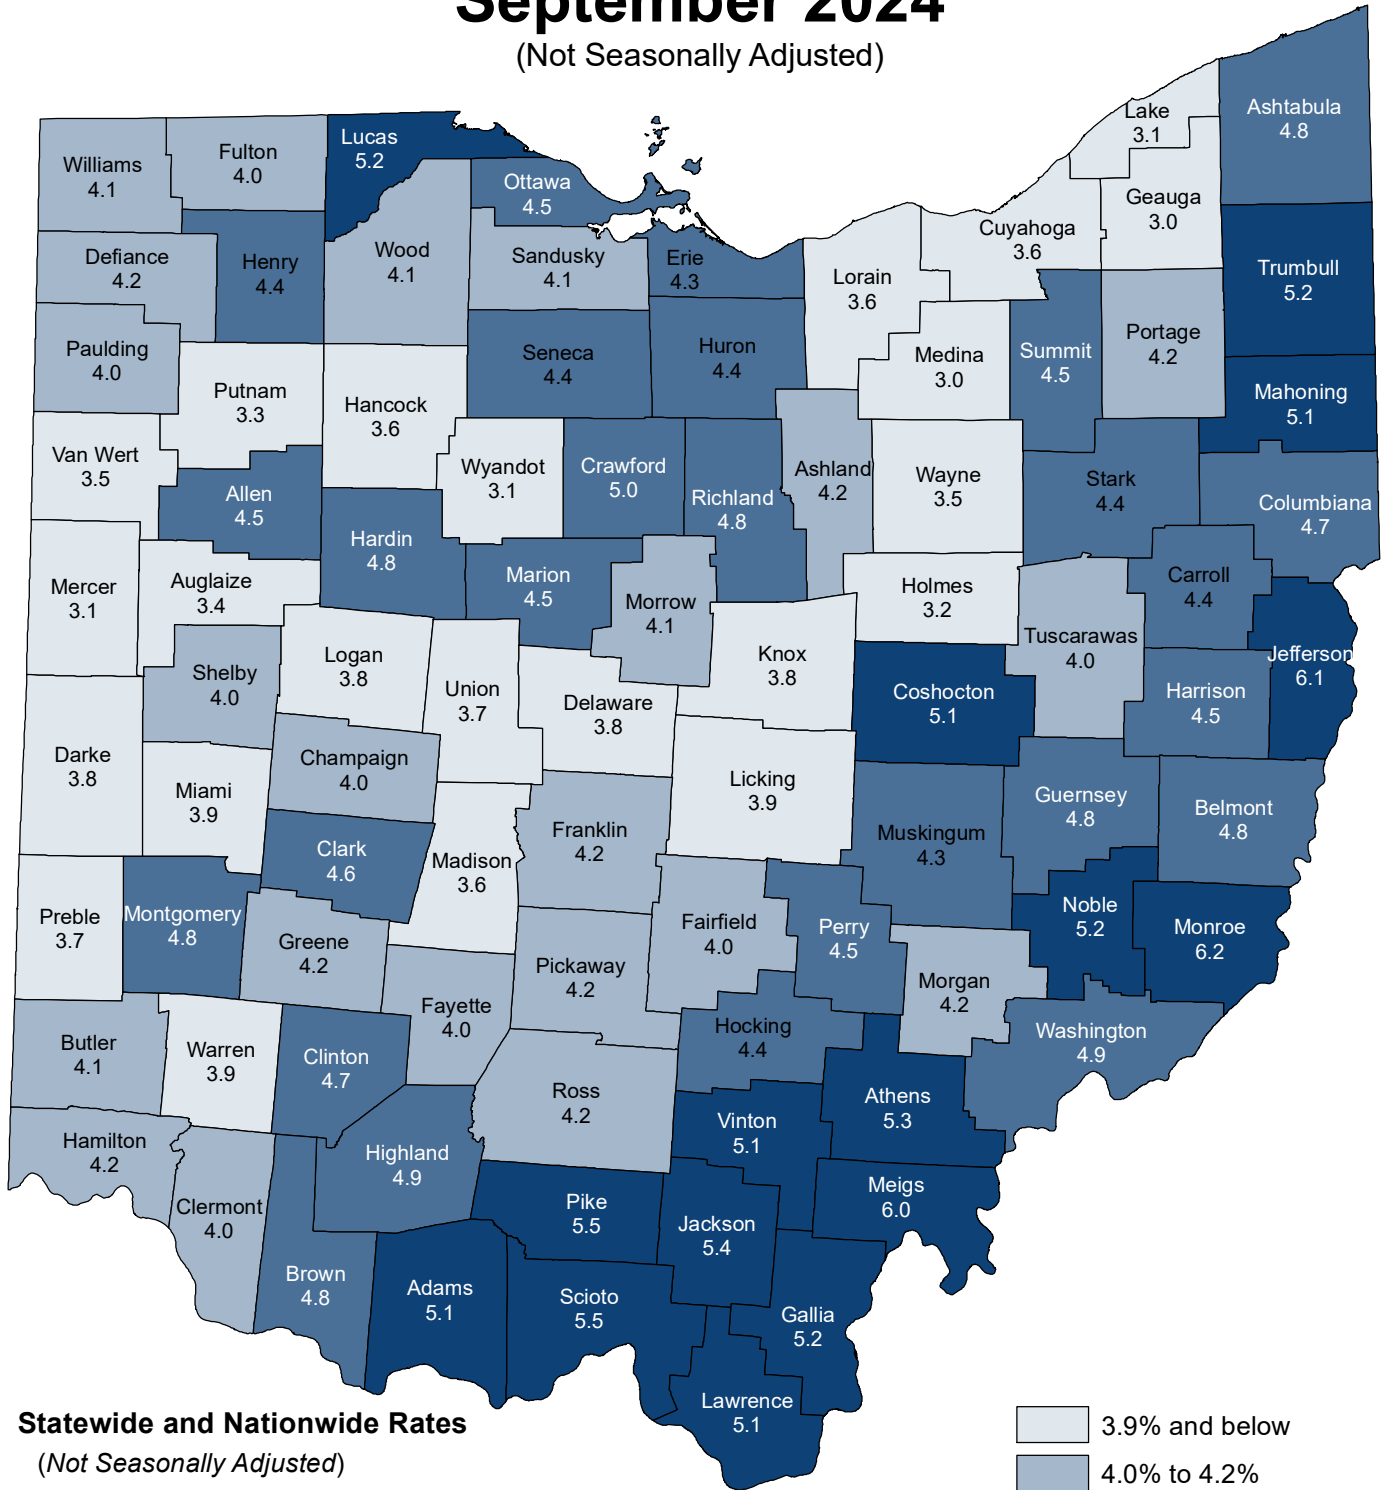 September 2024
(Not Seasonally Adjusted)
Lake
3.1
Ashtabula
4.8
Lucas
5.2
Fulton
4.0
Williams
4.1
Ottawa
4.5
Geauga
3.0
Cuyahoga
3.6
Wood
4.1
Sandusky
4.1
Erie
4.3
Defiance
4.2
Henry
4.4
Lorain
3.6
Trumbull
5.2
Portage
4.2
Paulding
4.0
Seneca
4.4
Huron
4.4
Medina
3.0
Summit
4.5
Putnam
3.3
Hancock
3.6
Mahoning
5.1
Van Wert
3.5
Wyandot
3.1
Crawford
5.0
Ashland
4.2
Wayne
3.5
Stark
4.4
Allen
4.5
Richland
4.8
Columbiana
4.7
Hardin
4.8
Mercer
3.1
Auglaize
3.4
Marion
4.5
Morrow
4.1
Holmes
3.2
Carroll
4.4
Tuscarawas
4.0
Jefferson
6.1
Shelby
4.0
Logan
3.8
Union
3.7
Knox
3.8
Delaware
3.8
Coshocton
5.1
Harrison
4.5
Darke
3.8
Champaign
4.0
Miami
3.9
Licking
3.9
Guernsey
4.8
Belmont
4.8
Franklin
4.2
Muskingum
4.3
Clark
4.6
Madison
3.6
Preble
3.7
Montgomery
4.8
Greene
4.2
Fairfield
4.0
Perry
4.5
Noble
5.2
Monroe
6.2
Pickaway
4.2
Morgan
4.2
Fayette
4.0
Hocking
4.4
Washington
4.9
Butler
4.1
Warren
3.9
Clinton
4.7
Ross
4.2
Athens
5.3
Vinton
5.1
Hamilton
4.2
Highland
4.9
Meigs
6.0
Clermont
4.0
Pike
5.5
Jackson
5.4
Brown
4.8
Adams
5.1
Scioto
5.5
Gallia
5.2
Lawrence
5.1
Statewide and Nationwide Rates
(Not Seasonally Adjusted)
3.9% and below
4.0% to 4.2%